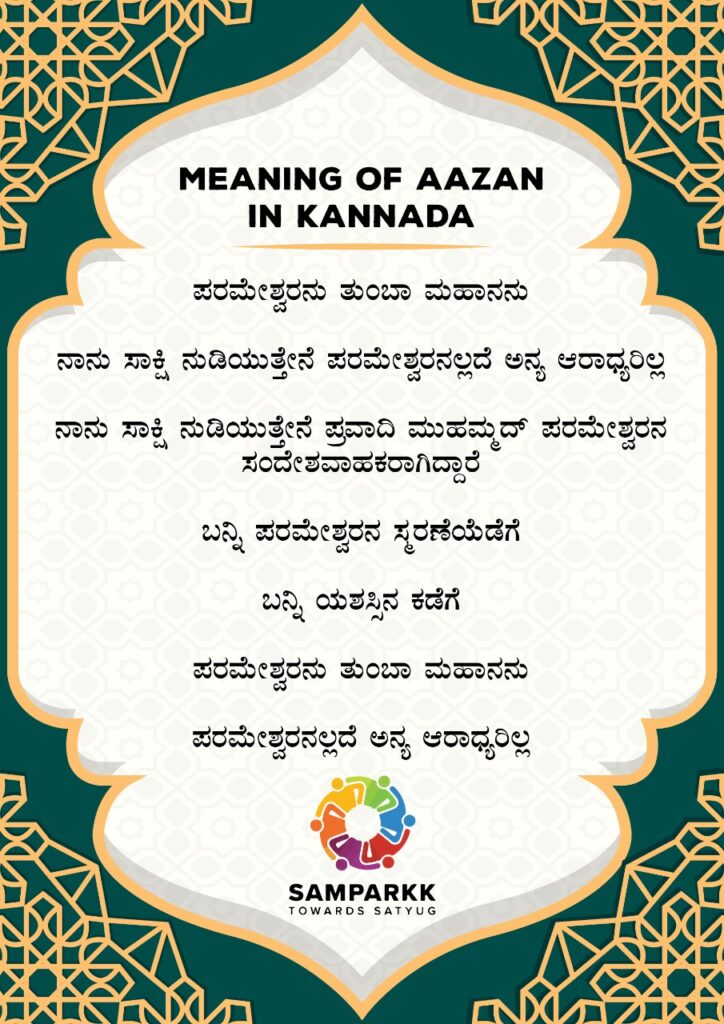 MEANING OF AAZAN
IN KANNADA
ಪರಮೇಶ್ವರನು ತುಂಬಾ ಮಹಾನನು
ನಾನು ಸಾಕ್ಷಿ ನುಡಿಯುತ್ತೇನೆ ಪರಮೇಶ್ವರನಲ್ಲದೆ ಅನ್ಯ ಆರಾಧ್ಯರಿಲ್ಲ
ನಾನು ಸಾಕ್ಷಿ ನುಡಿಯುತ್ತೇನೆ ಪ್ರವಾದಿ ಮುಹಮ್ಮದ್ ಪರಮೇಶ್ವರನ
ಸಂದೇಶವಾಹಕರಾಗಿದ್ದಾರೆ
ಬನ್ನಿ ಪರಮೇಶ್ವರನ ಸ್ಮರಣೆಯೆಡೆಗೆ
ಬನ್ನಿ ಯಶಸ್ಸಿನ ಕಡೆಗೆ
ಪರಮೇಶ್ವರನು ತುಂಬಾ ಮಹಾನನು
ಪರಮೇಶ್ವರನಲ್ಲದೆ ಅನ್ಯ ಆರಾಧ್ಯರಿಲ್ಲ
SAMPARKK
TOWARDS SATYUG